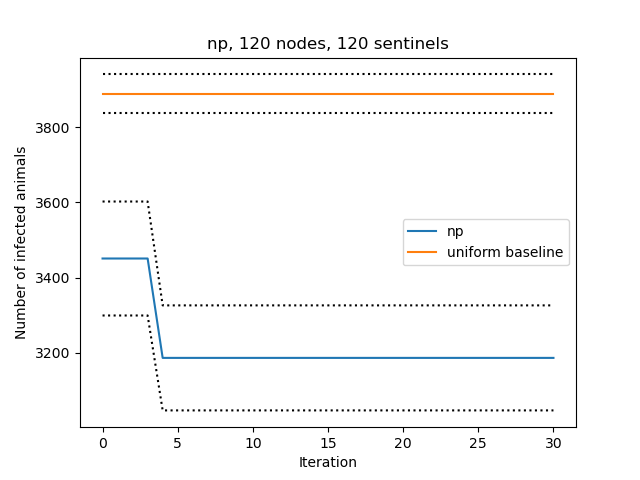 np, 120 nodes, 120 sentinels
Number of infected animals
3800
3600
3400
3200
np
uniform baseline
0 5 10 15 20 25 30
Iteration